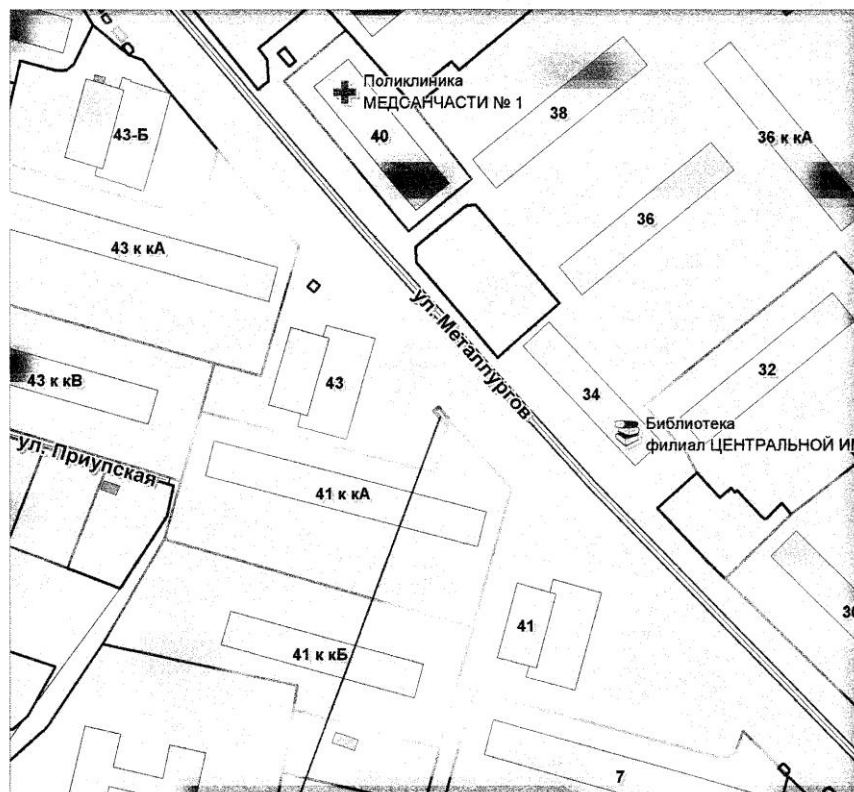 Поликлиника
МЕДСАНЧАСТИ № 1
43-Б
40
38
36 к кА
36
43 к кА
ул. Металлургов
43
43 к кВ
34
32
Библиотека
филиал ЦЕНТРАЛЬНОЙ
ул. Приупская
41 к кА
41
41 к кБ
7